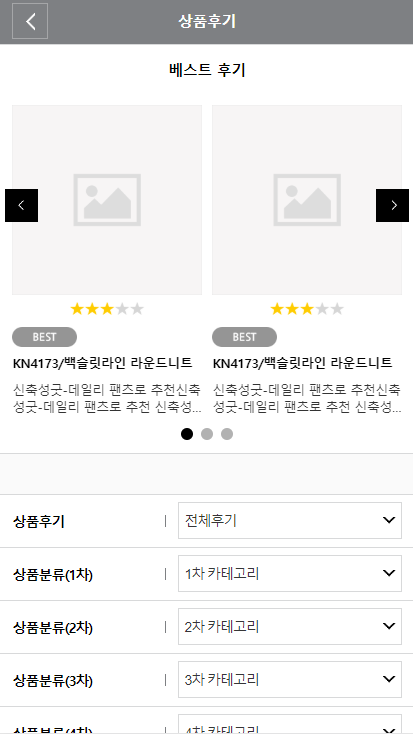 상품후기
베스트 후기
BEST
KN4173/백슬릿라인 라운드니트
신축성굿-데일리 팬츠로 추천신축
성굿-데일리 팬츠로 추천 신축성...
BEST
KN4173/백슬릿라인 라운드니트
신축성굿-데일리 팬츠로 추천신축
성굿-데일리 팬츠로 추천 신축성...
상품후기 | 전체후기
상품분류(1차) | 1차 카테고리
상품분류(2차) | 2차 카테고리
상품분류(3차) | 3차 카테고리
상품분류(4차) | 4차 카테고리